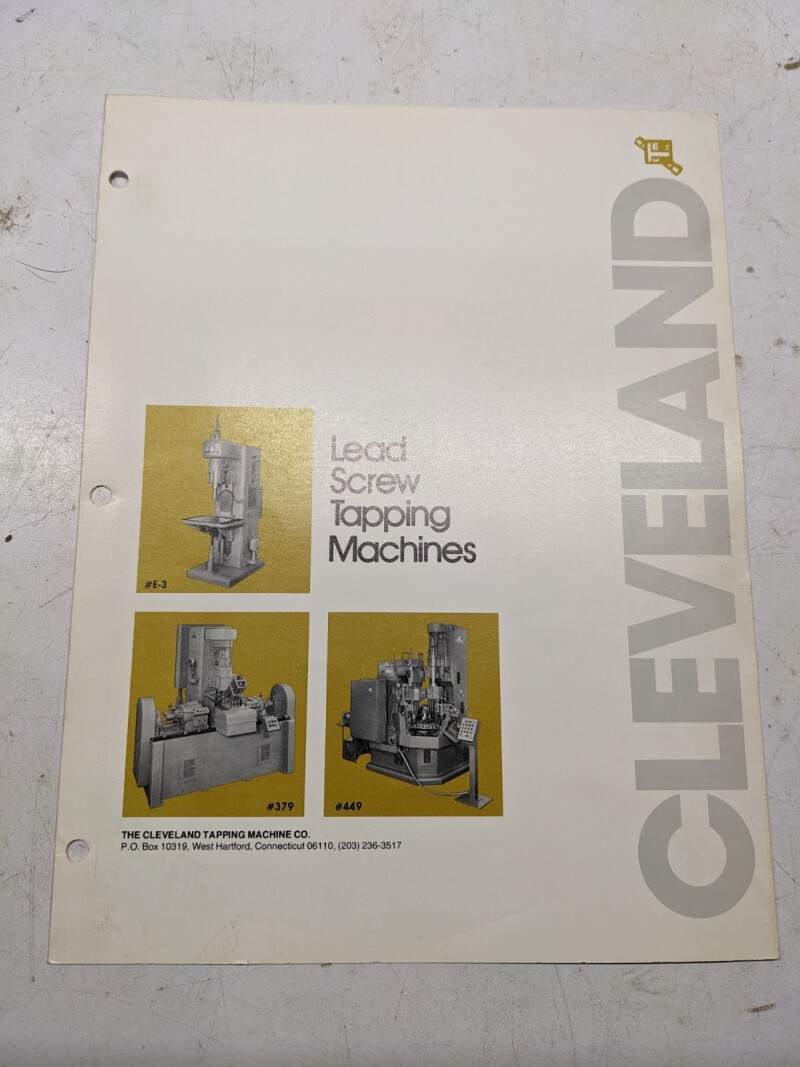 CLEVELAND
Lead
Screw
Tapping
Machines
#E-3
#379
#449
THE CLEVELAND TAPPING MACHINE CO.
P.O. Box 10319, West Hartford, Connecticut 06110, (203) 236-3517